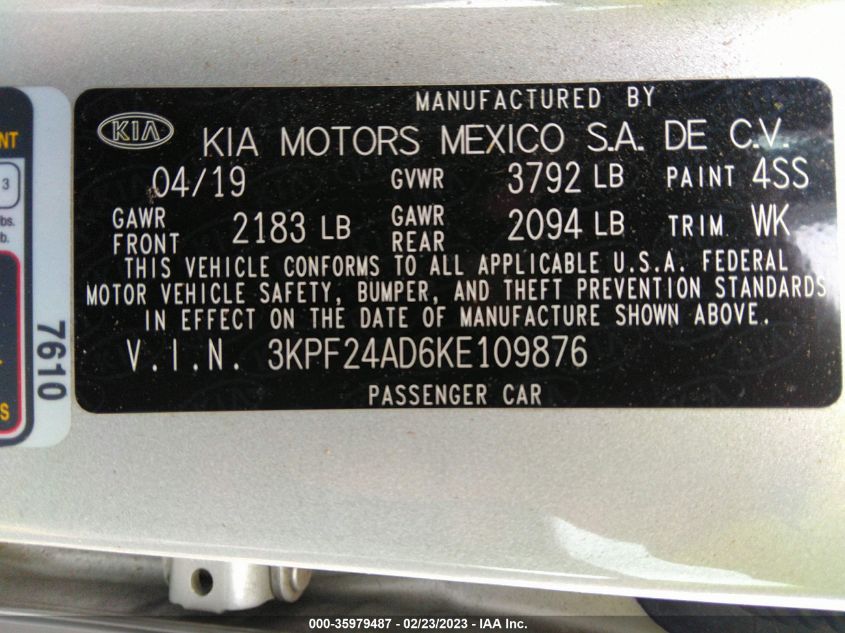 MANUFACTURED BY
KIA KIA MOTORS MEXICO S.A. DE C.V.
04/19 GVWR 3792 LB PAINT 4SS
GAWR FRONT 2183 LB GAWR REAR 2094 LB TRIM WK
THIS VEHICLE CONFORMS TO ALL APPLICABLE U.S.A. FEDERAL
MOTOR VEHICLE SAFETY, BUMPER, AND THEFT PREVENTION STANDARDS
IN EFFECT ON THE DATE OF MANUFACTURE SHOWN ABOVE.
V.I.N. 3KPF24AD6KE109876
PASSENGER CAR
NT
3
lbs.
b.
S
7610
000-35979487 - 02/23/2023 - IAA Inc.